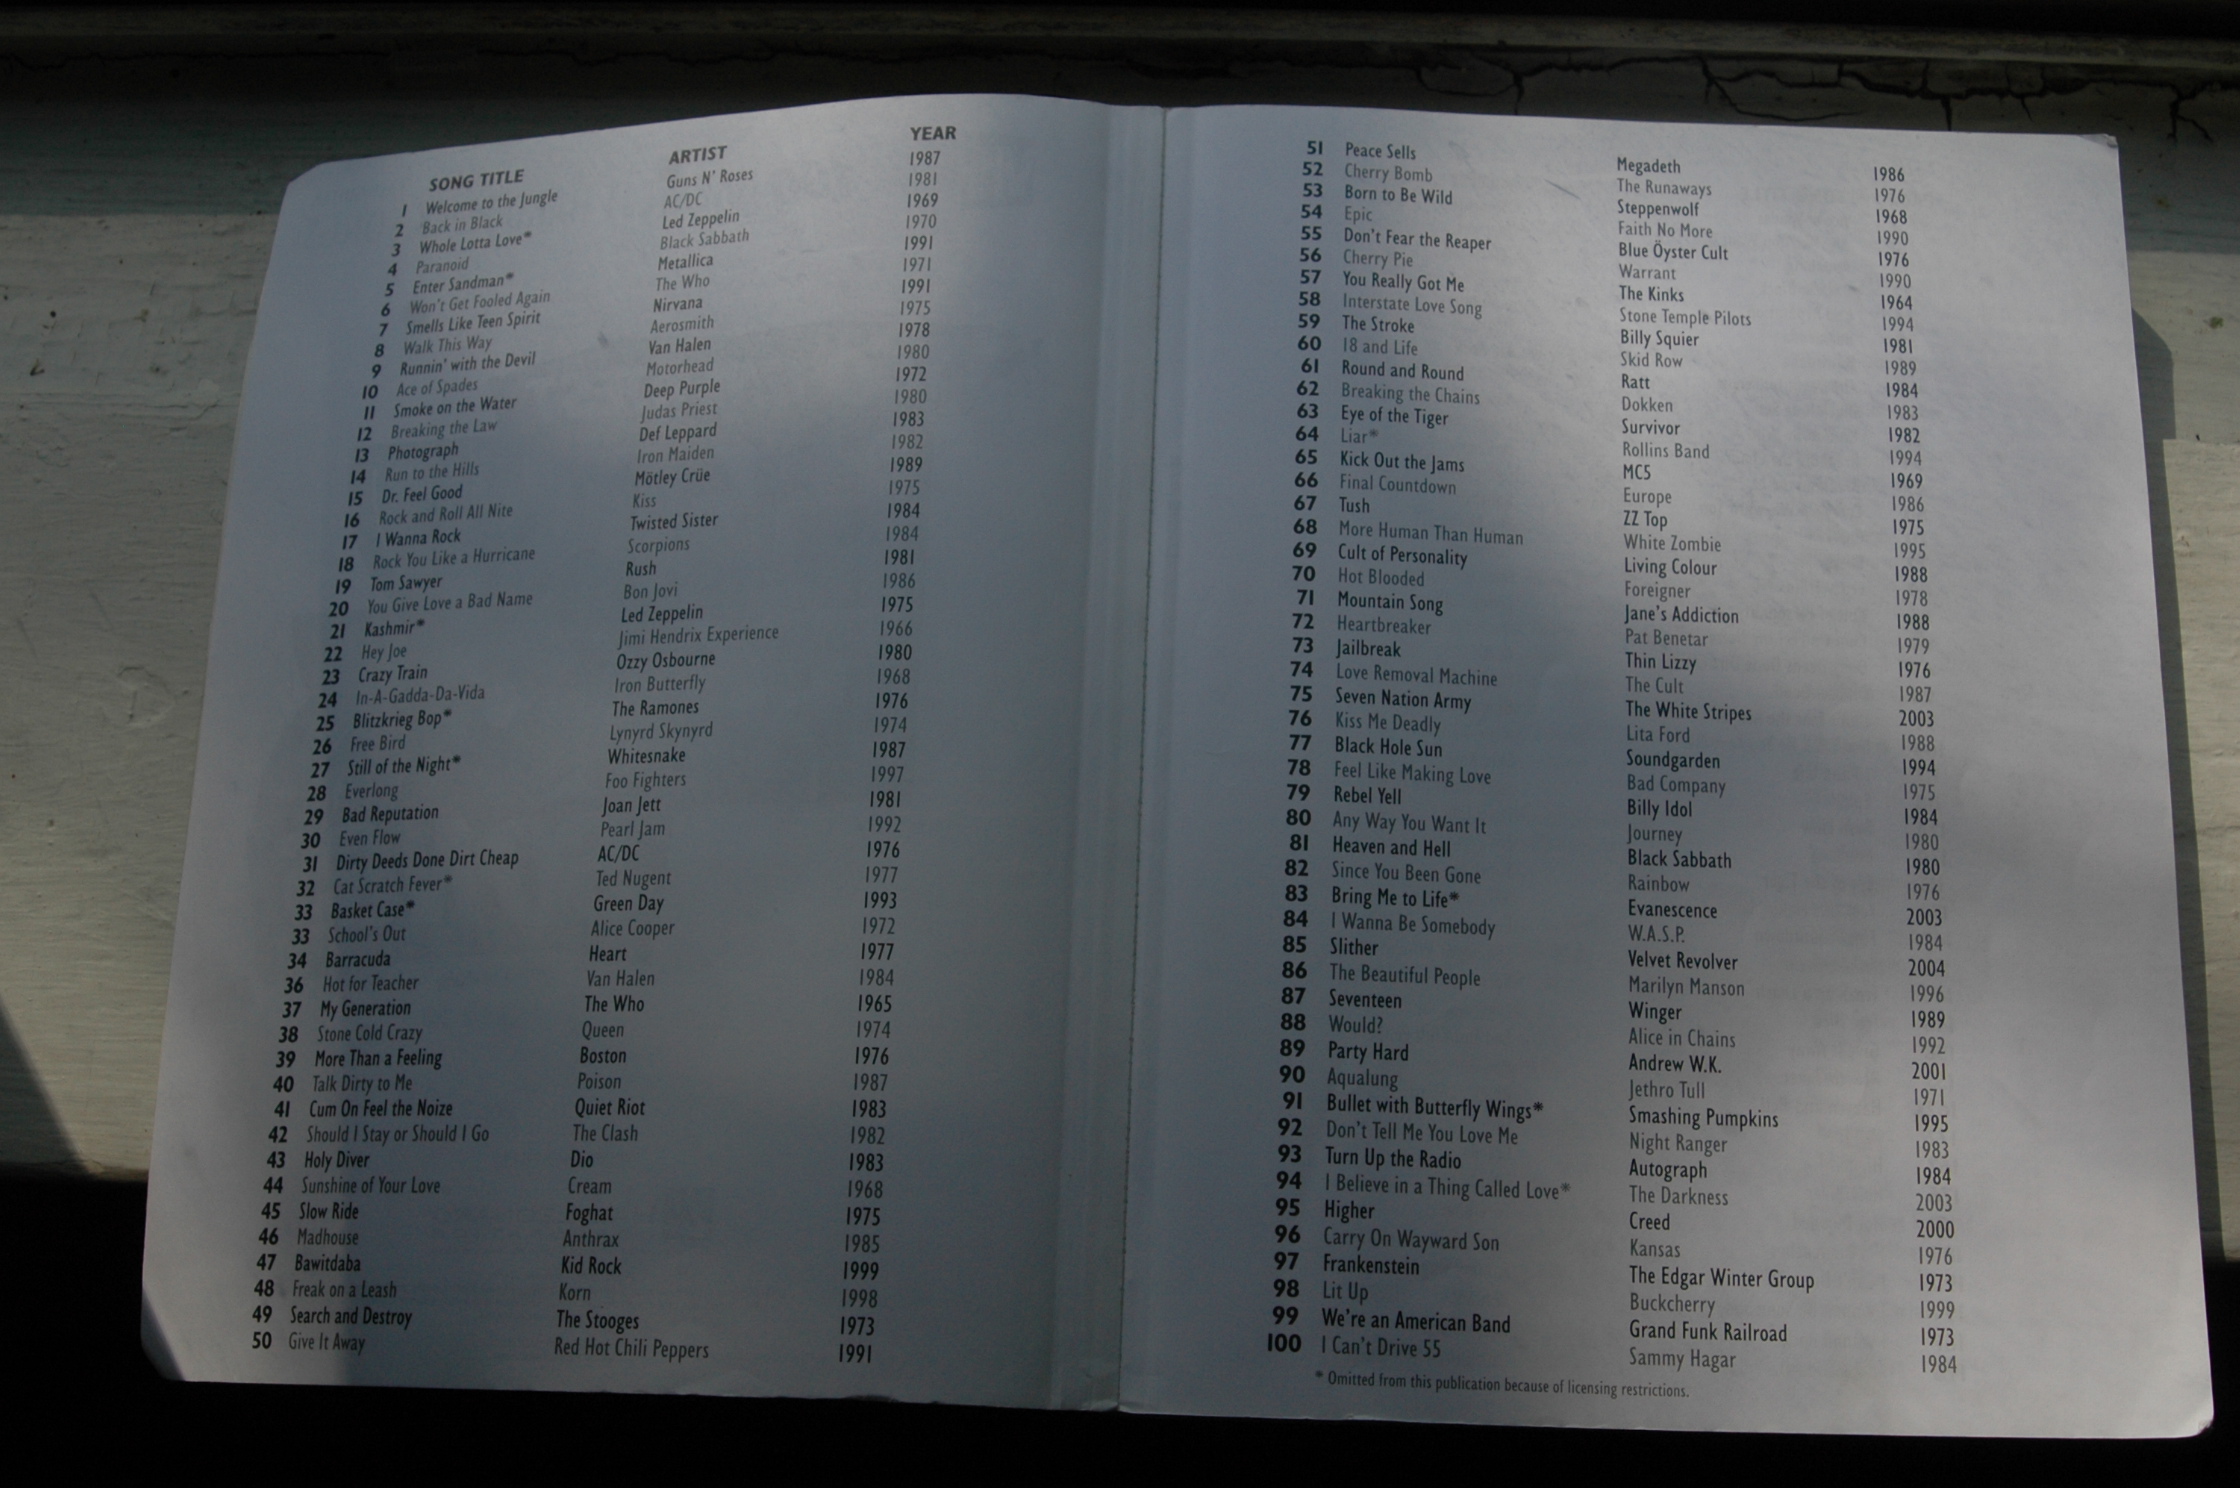 SONG TITLE ARTIST YEAR
1 Welcome to the Jungle Guns N' Roses 1987
2 Back in Black AC/DC 1981
3 Whole Lotta Love* Led Zeppelin 1969
4 Paranoid Black Sabbath 1970
5 Enter Sandman* Metallica 1991
6 Won't Get Fooled Again The Who 1971
7 Smells Like Teen Spirit Nirvana 1991
8 Walk This Way Aerosmith 1975
9 Runnin' with the Devil Van Halen 1978
10 Ace of Spades Motorhead 1980
11 Smoke on the Water Deep Purple 1972
12 Breaking the Law Judas Priest 1980
13 Photograph Def Leppard 1983
14 Run to the Hills Iron Maiden 1982
15 Dr. Feel Good Mötley Crüe 1989
16 Rock and Roll All Nite Kiss 1975
17 I Wanna Rock Twisted Sister 1984
18 Rock You Like a Hurricane Scorpions 1984
19 Tom Sawyer Rush 1981
20 You Give Love a Bad Name Bon Jovi 1986
21 Kashmir* Led Zeppelin 1975
22 Hey Joe Jimi Hendrix Experience 1966
23 Crazy Train Ozzy Osbourne 1980
24 In-A-Gadda-Da-Vida Iron Butterfly 1968
25 Blitzkrieg Bop* The Ramones 1976
26 Free Bird Lynyrd Skynyrd 1974
27 Still of the Night* Whitesnake 1987
28 Everlong Foo Fighters 1997
29 Bad Reputation Joan Jett 1981
30 Even Flow Pearl Jam 1992
31 Dirty Deeds Done Dirt Cheap AC/DC 1976
32 Cat Scratch Fever* Ted Nugent 1977
33 Basket Case* Green Day 1993
33 School's Out Alice Cooper 1972
34 Barracuda Heart 1977
36 Hot for Teacher Van Halen 1984
37 My Generation The Who 1965
38 Stone Cold Crazy Queen 1974
39 More Than a Feeling Boston 1976
40 Talk Dirty to Me Poison 1987
41 Cum On Feel the Noize Quiet Riot 1983
42 Should I Stay or Should I Go The Clash 1982
43 Holy Diver Dio 1983
44 Sunshine of Your Love Cream 1968
45 Slow Ride Foghat 1975
46 Madhouse Anthrax 1985
47 Bawitdaba Kid Rock 1999
48 Freak on a Leash Korn 1998
49 Search and Destroy The Stooges 1973
50 Give It Away Red Hot Chili Peppers 1991
51 Peace Sells Megadeth 1986
52 Cherry Bomb The Runaways 1976
53 Born to Be Wild Steppenwolf 1968
54 Epic Faith No More 1990
55 Don't Fear the Reaper Blue Öyster Cult 1976
56 Cherry Pie Warrant 1990
57 You Really Got Me The Kinks 1964
58 Interstate Love Song Stone Temple Pilots 1994
59 The Stroke Billy Squier 1981
60 18 and Life Skid Row 1989
61 Round and Round Ratt 1984
62 Breaking the Chains Dokken 1983
63 Eye of the Tiger Survivor 1982
64 Liar* Rollins Band 1994
65 Kick Out the Jams MC5 1969
66 Final Countdown Europe 1986
67 Tush ZZ Top 1975
68 More Human Than Human White Zombie 1995
69 Cult of Personality Living Colour 1988
70 Hot Blooded Foreigner 1978
71 Mountain Song Jane's Addiction 1988
72 Heartbreaker Pat Benetar 1979
73 Jailbreak Thin Lizzy 1976
74 Love Removal Machine The Cult 1987
75 Seven Nation Army The White Stripes 2003
76 Kiss Me Deadly Lita Ford 1988
77 Black Hole Sun Soundgarden 1994
78 Feel Like Making Love Bad Company 1975
79 Rebel Yell Billy Idol 1984
80 Any Way You Want It Journey 1980
81 Heaven and Hell Black Sabbath 1980
82 Since You Been Gone Rainbow 1976
83 Bring Me to Life* Evanescence 2003
84 I Wanna Be Somebody W.A.S.P. 1984
85 Slither Velvet Revolver 2004
86 The Beautiful People Marilyn Manson 1996
87 Seventeen Winger 1989
88 Would? Alice in Chains 1992
89 Party Hard Andrew W.K. 2001
90 Aqualung Jethro Tull 1971
91 Bullet with Butterfly Wings* Smashing Pumpkins 1995
92 Don't Tell Me You Love Me Night Ranger 1983
93 Turn Up the Radio Autograph 1984
94 I Believe in a Thing Called Love* The Darkness 2003
95 Higher Creed 2000
96 Carry On Wayward Son Kansas 1976
97 Frankenstein The Edgar Winter Group 1973
98 Lit Up Buckcherry 1999
99 We're an American Band Grand Funk Railroad 1973
100 I Can't Drive 55 Sammy Hagar 1984
* Omitted from this publication because of licensing restrictions.